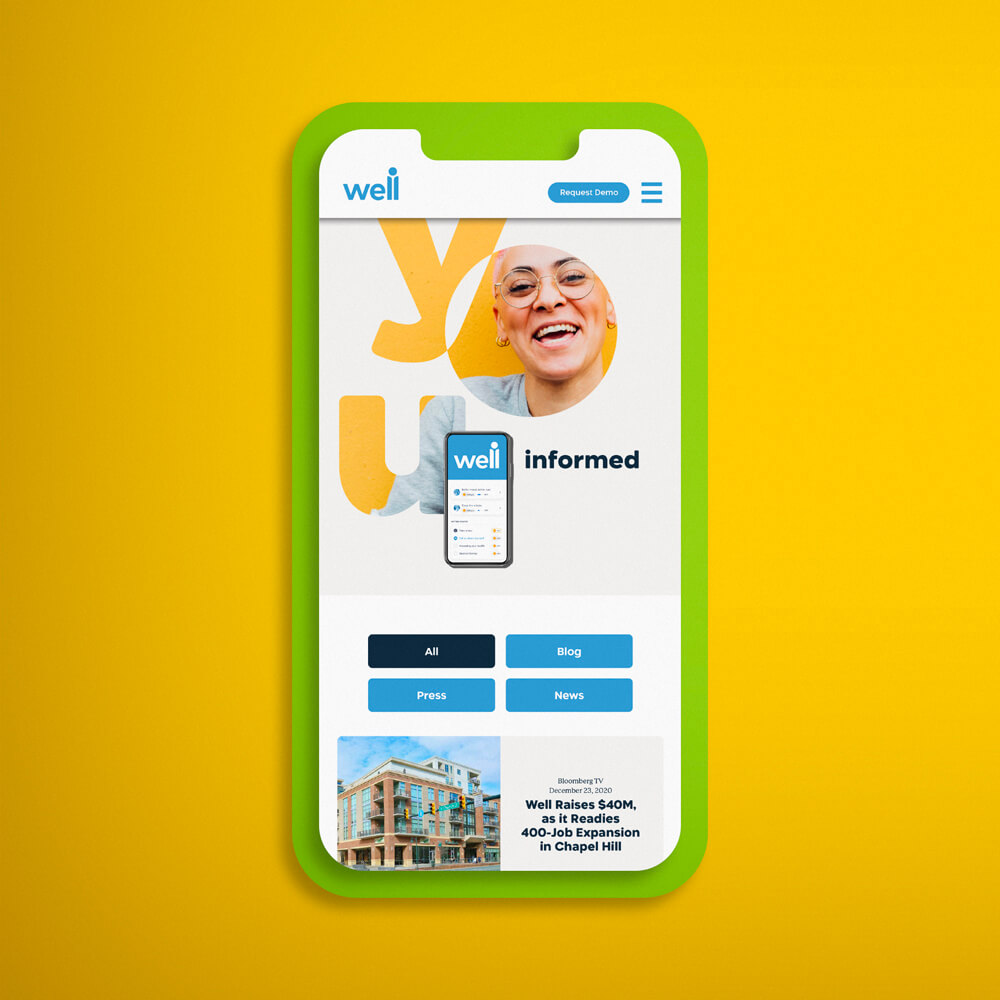 well
Request Demo
you
well
informed
All
Blog
Press
News
Bloomberg TV
December 23, 2020
Well Raises $40M,
as it Readies
400-Job Expansion
in Chapel Hill